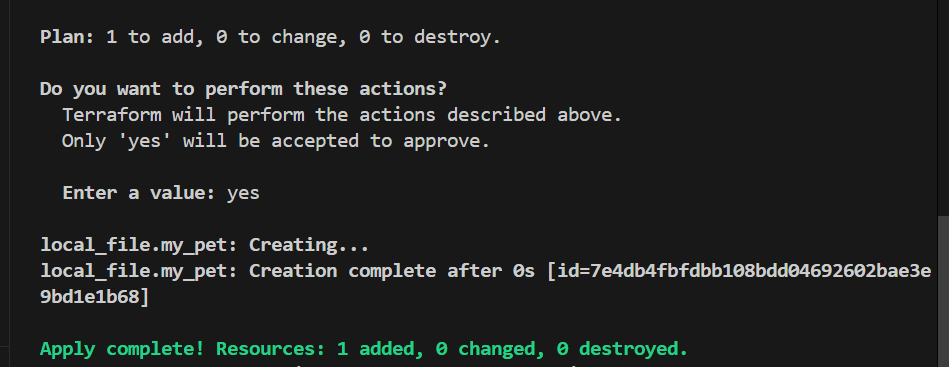 Plan: 1 to add, 0 to change, 0 to destroy.
Do you want to perform these actions?
Terraform will perform the actions described above.
Only 'yes' will be accepted to approve.
Enter a value: yes
local_file.my_pet: Creating...
local_file.my_pet: Creation complete after 0s [id=7e4db4fbfdbb108bdd04692602bae3e
9bd1e1b68]
Apply complete! Resources: 1 added, 0 changed, 0 destroyed.